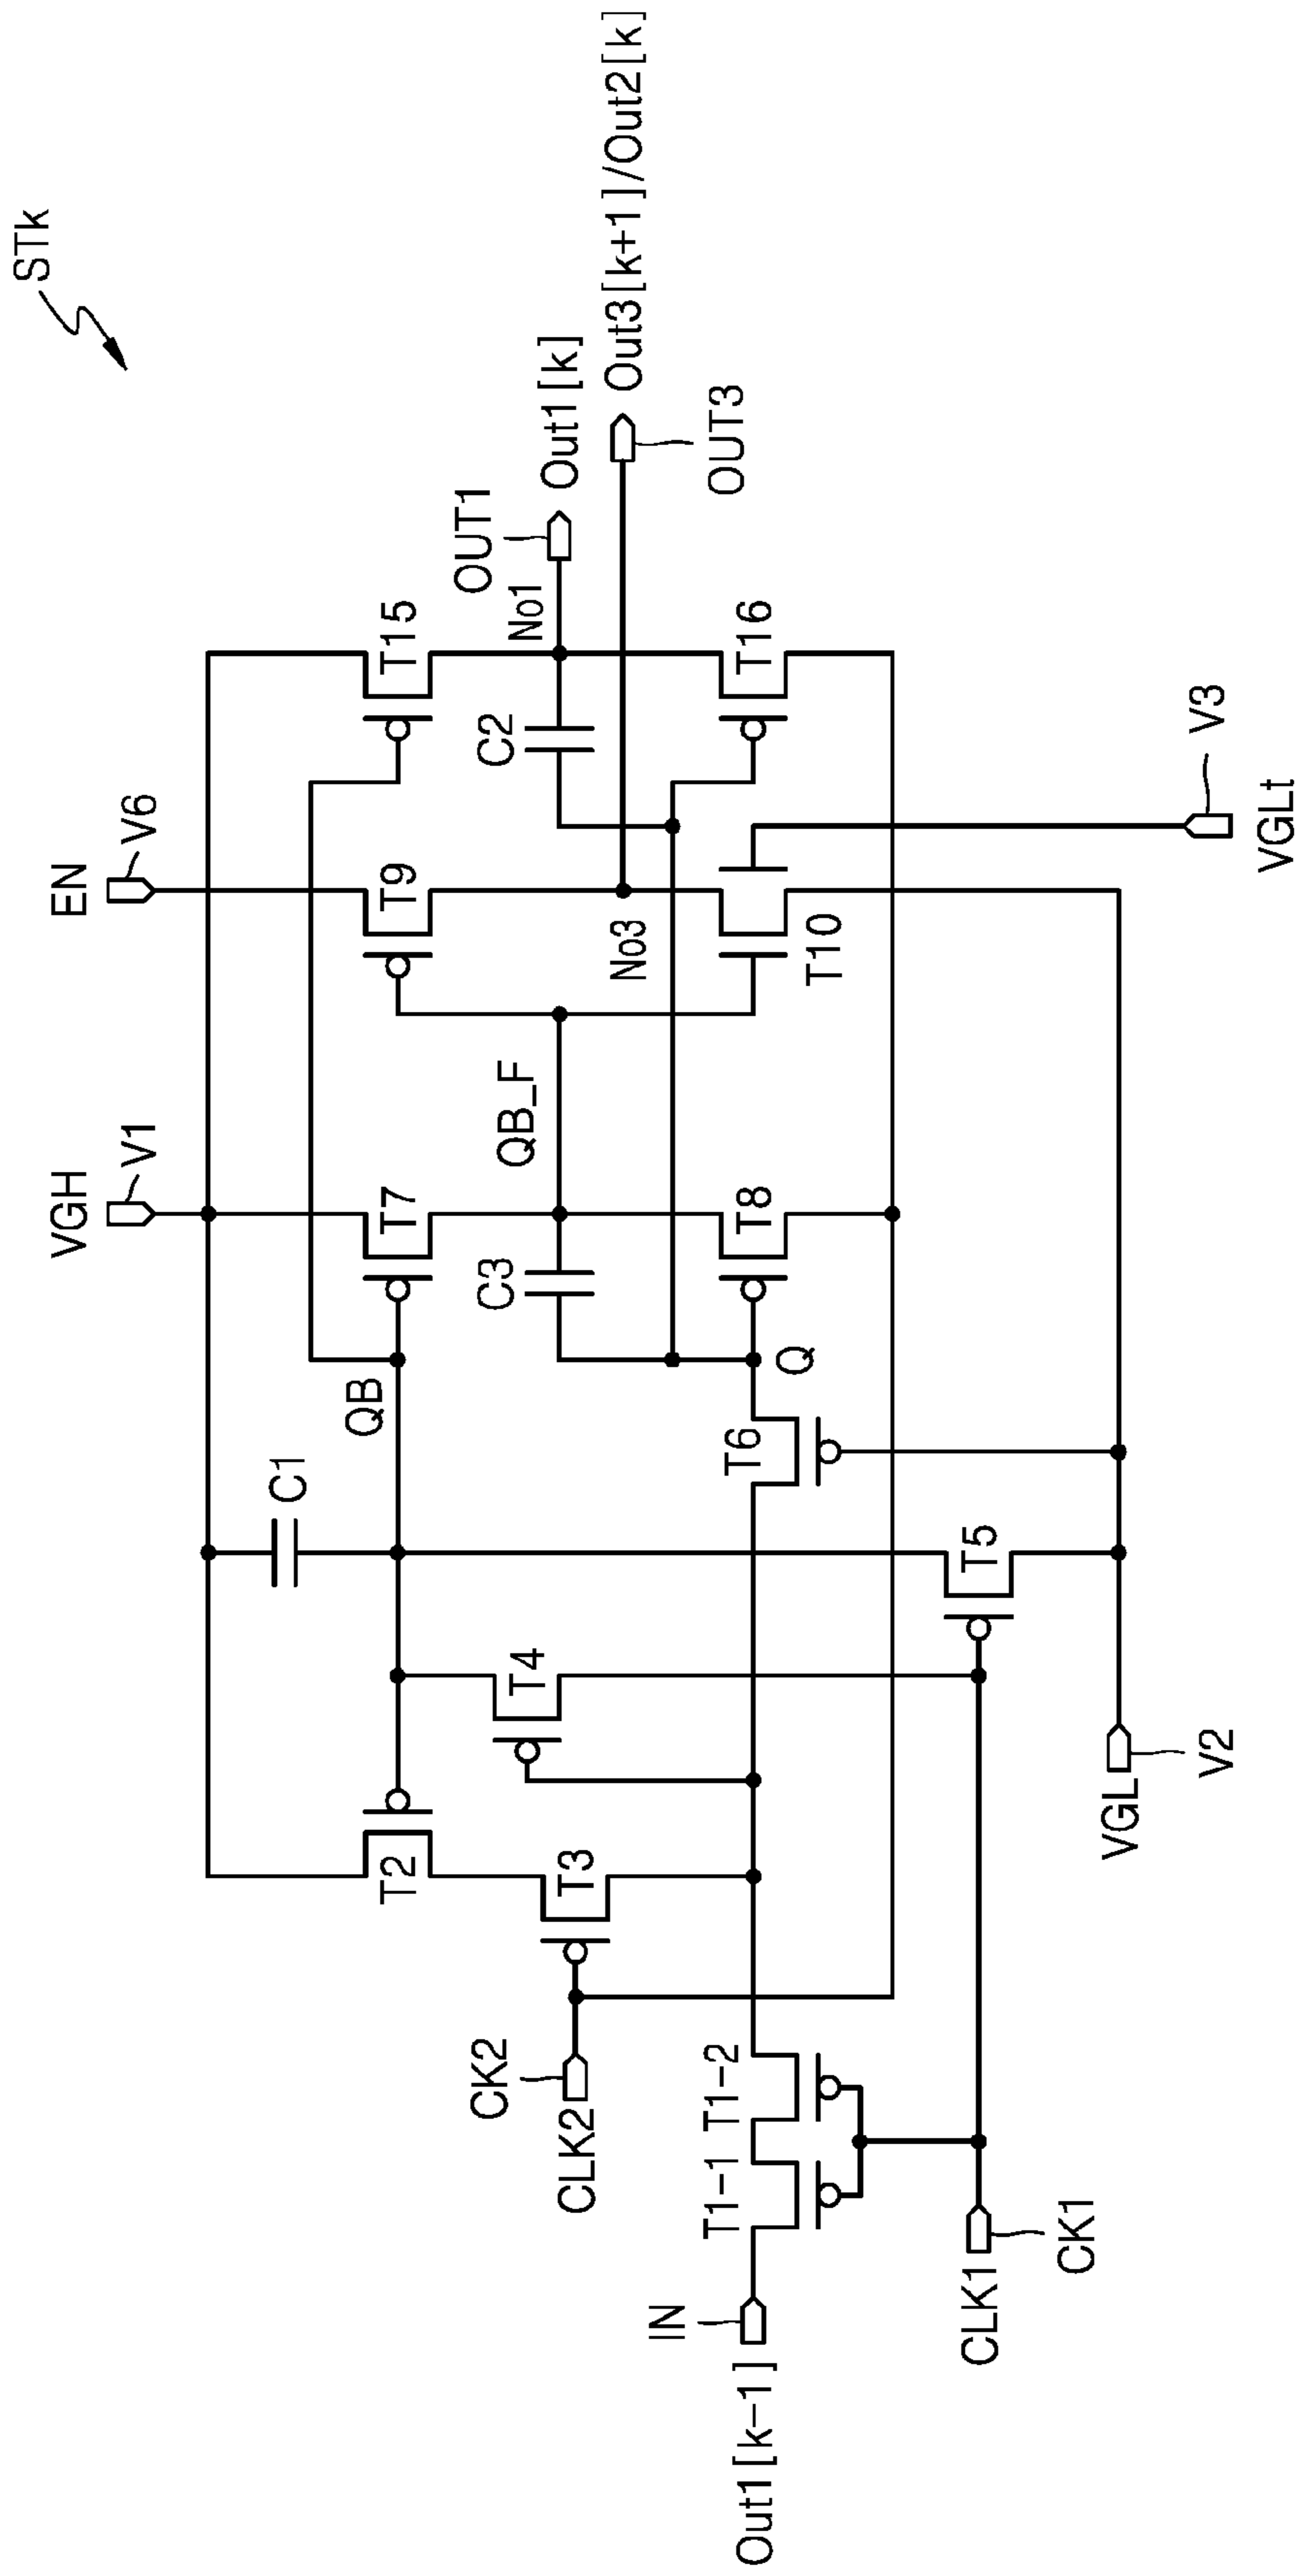 STk
VGH
V1
EN
V6
C1
QB
T7
T9
T15
OUT1
Out1[k]
No1
C2
C3
QB_F
No3
Out3[k+1]/Out2[k]
OUT3
T2
T3
T4
T6
Q
T8
T10
T16
CK2
CLK2
T5
IN
Out1[k-1]
T1-1
T1-2
CLK1
CK1
VGL
V2
V3
VGLt